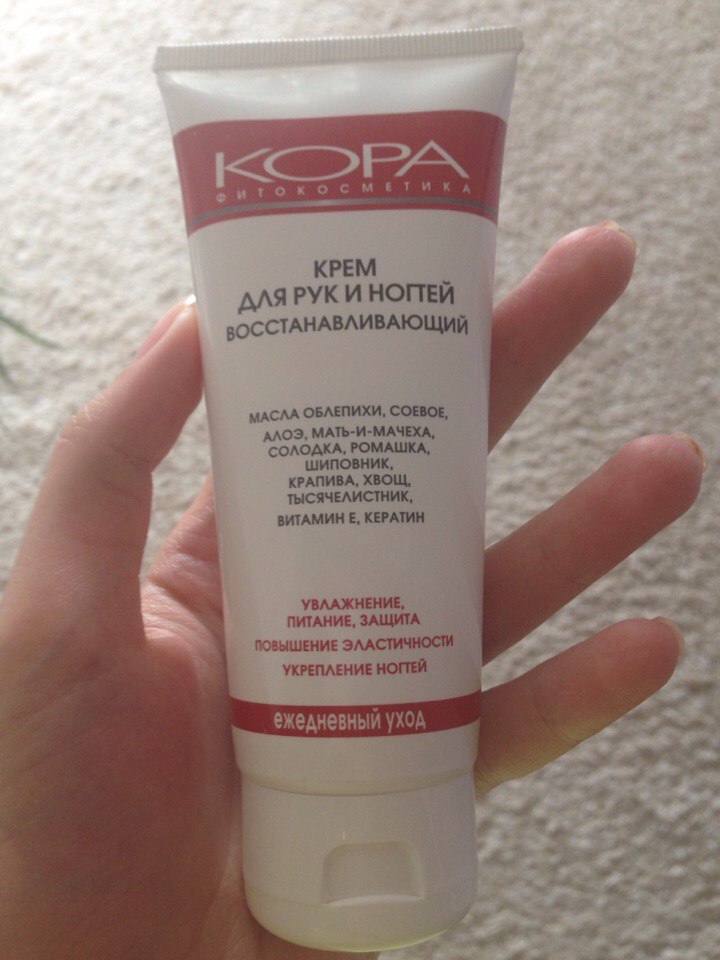 КОРА
ФИТОКОСМЕТИКА
КРЕМ
ДЛЯ РУК И НОГТЕЙ
ВОССТАНАВЛИВАЮЩИЙ
МАСЛА ОБЛЕПИХИ, СОЕВОЕ,
АЛОЭ, МАТЬ-И-МАЧЕХА,
СОЛОДКА, РОМАШКА,
ШИПОВНИК,
КРАПИВА, ХВОЩ,
ТЫСЯЧЕЛИСТНИК,
ВИТАМИН Е, КЕРАТИН
УВЛАЖНЕНИЕ,
ПИТАНИЕ, ЗАЩИТА
ПОВЫШЕНИЕ ЭЛАСТИЧНОСТИ
УКРЕПЛЕНИЕ НОГТЕЙ
ежедневный уход